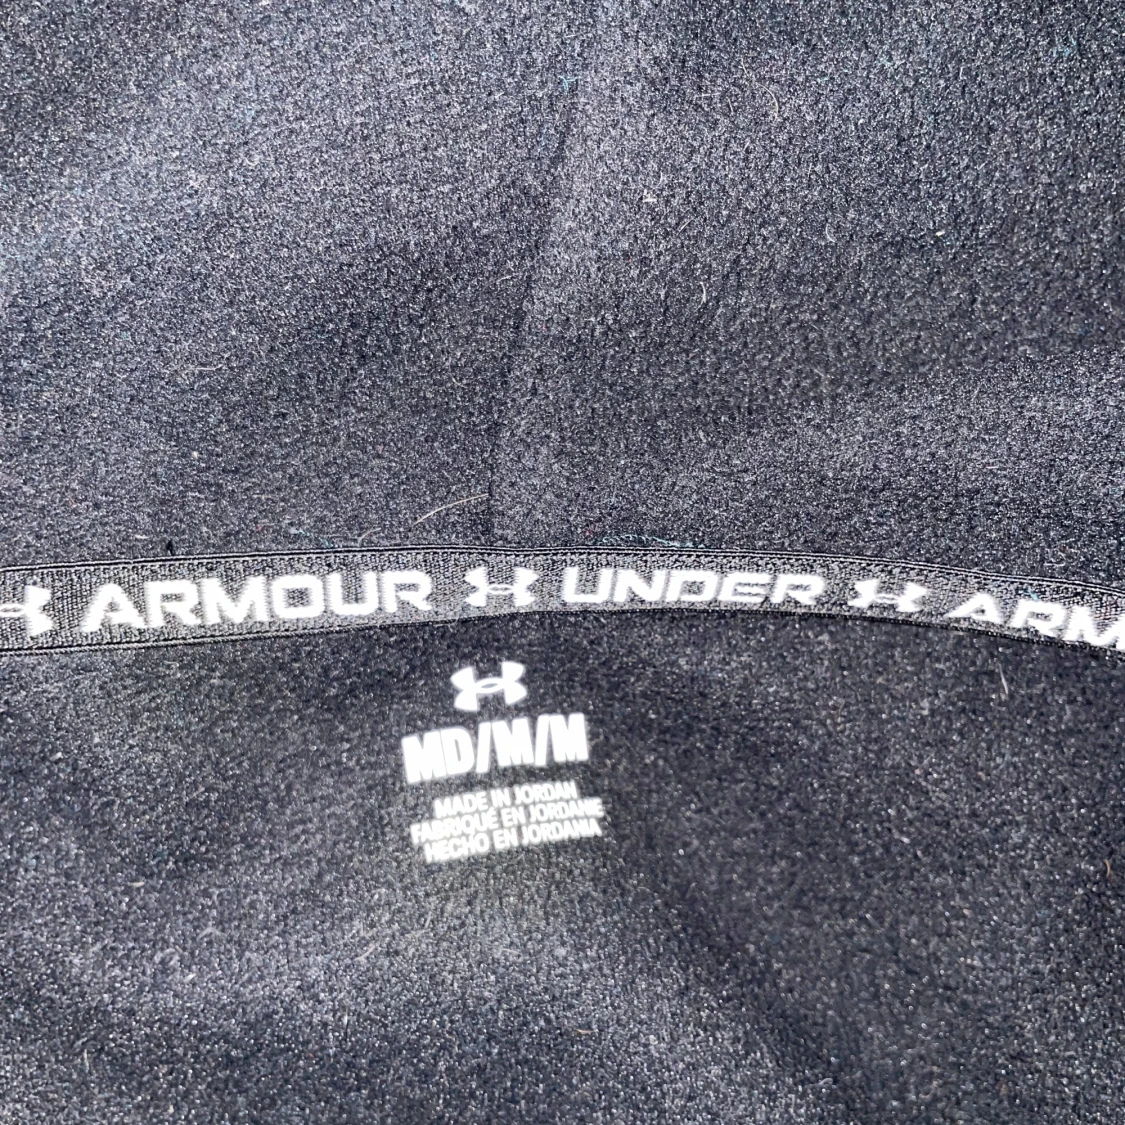 ARMOUR UNDER ARM
MD/M/M
MADE IN JORDAN
FABRIQUÉ EN JORDANIE
HECHO EN JORDANIA